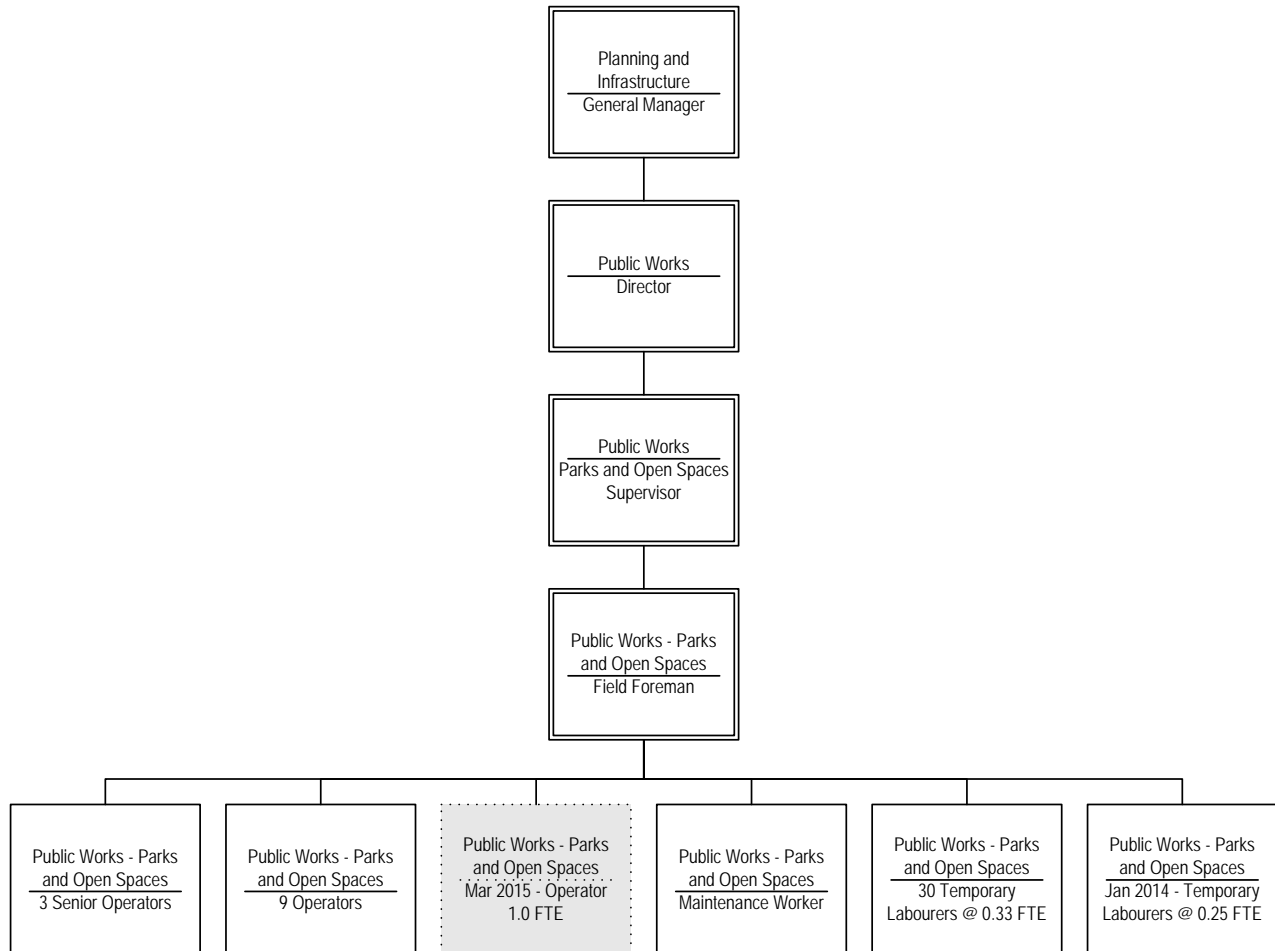 Planning and
Infrastructure
General Manager
Public Works
Director
Public Works
Parks and Open Spaces
Supervisor
Public Works - Parks
and Open Spaces
Field Foreman
Public Works - Parks
and Open Spaces
3 Senior Operators
Public Works - Parks
and Open Spaces
9 Operators
Public Works - Parks
and Open Spaces
Mar 2015 - Operator
1.0 FTE
Public Works - Parks
and Open Spaces
Maintenance Worker
Public Works - Parks
and Open Spaces
30 Temporary
Labourers @ 0.33 FTE
Public Works - Parks
and Open Spaces
Jan 2014 - Temporary
Labourers @ 0.25 FTE